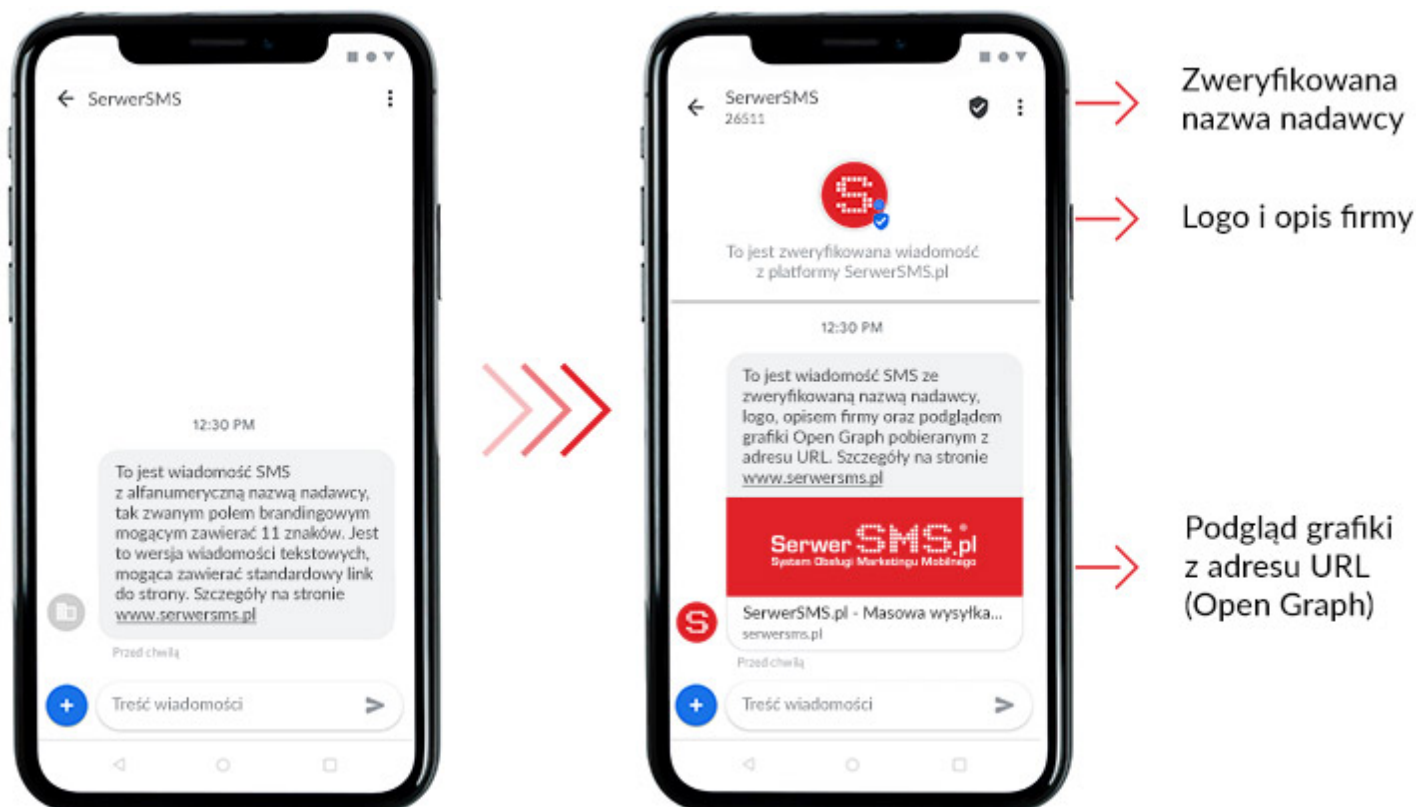 SerwerSMS
12:30 PM
To jest wiadomość SMS
z alfanumeryczną nazwą nadawcy,
tak zwanym polem brandingowym
mogącym zawierać 11 znaków. Jest
to wersja wiadomości tekstowych,
mogąca zawierać standardowy link
do strony. Szczegóły na stronie
www.serwersms.pl
Przed chwilą
Treść wiadomości
SerwerSMS
26511
S
To jest zweryfikowana wiadomość
z platformy SerwerSMS.pl
12:30 PM
To jest wiadomość SMS ze
zweryfikowaną nazwą nadawcy,
logo, opisem firmy oraz podglądem
grafiki Open Graph pobieranym z
adresu URL. Szczegóły na stronie
www.serwersms.pl
Serwer SMS.pl
System Obsługi Marketingu Mobilnego
S
SerwerSMS.pl - Masowa wysyłka...
serwersms.pl
Przed chwilą
Treść wiadomości
Zweryfikowana
nazwa nadawcy
Logo i opis firmy
Podgląd grafiki
z adresu URL
(Open Graph)